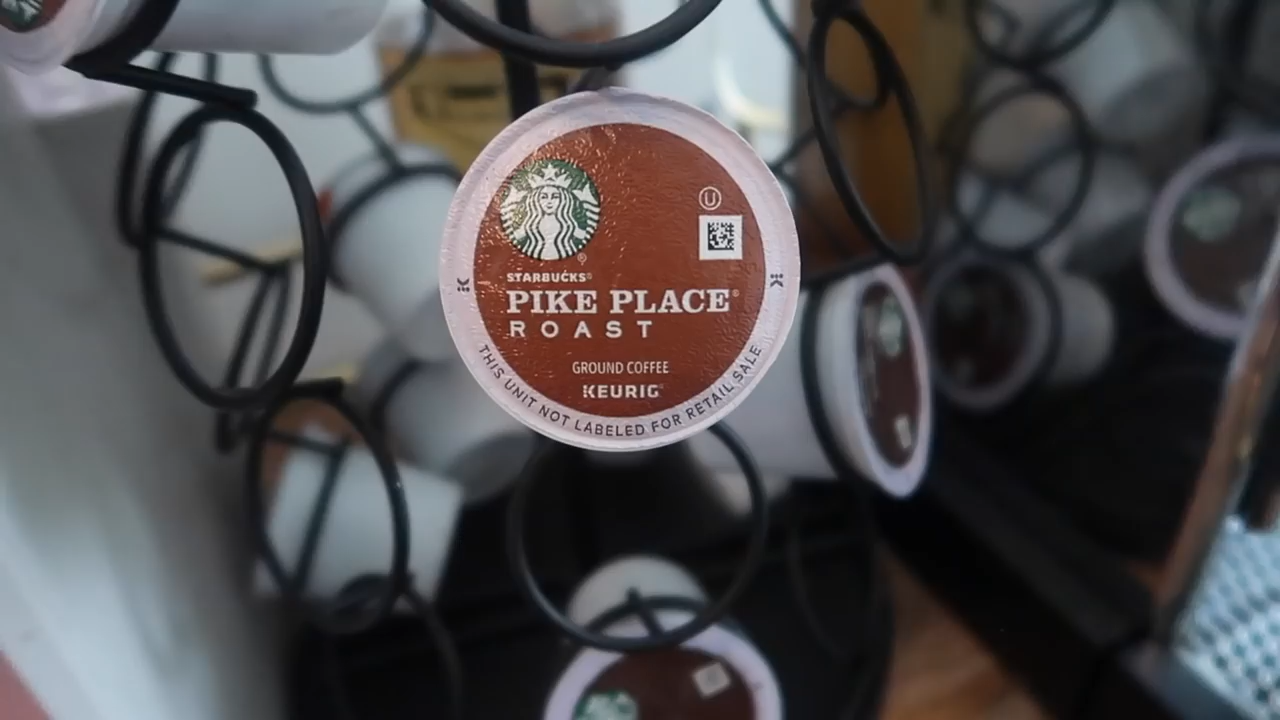 U
STARBUCKS®
PIKE PLACE®
ROAST
GROUND COFFEE
KEURIG®
THIS UNIT NOT LABELED FOR RETAIL SALE
K
K